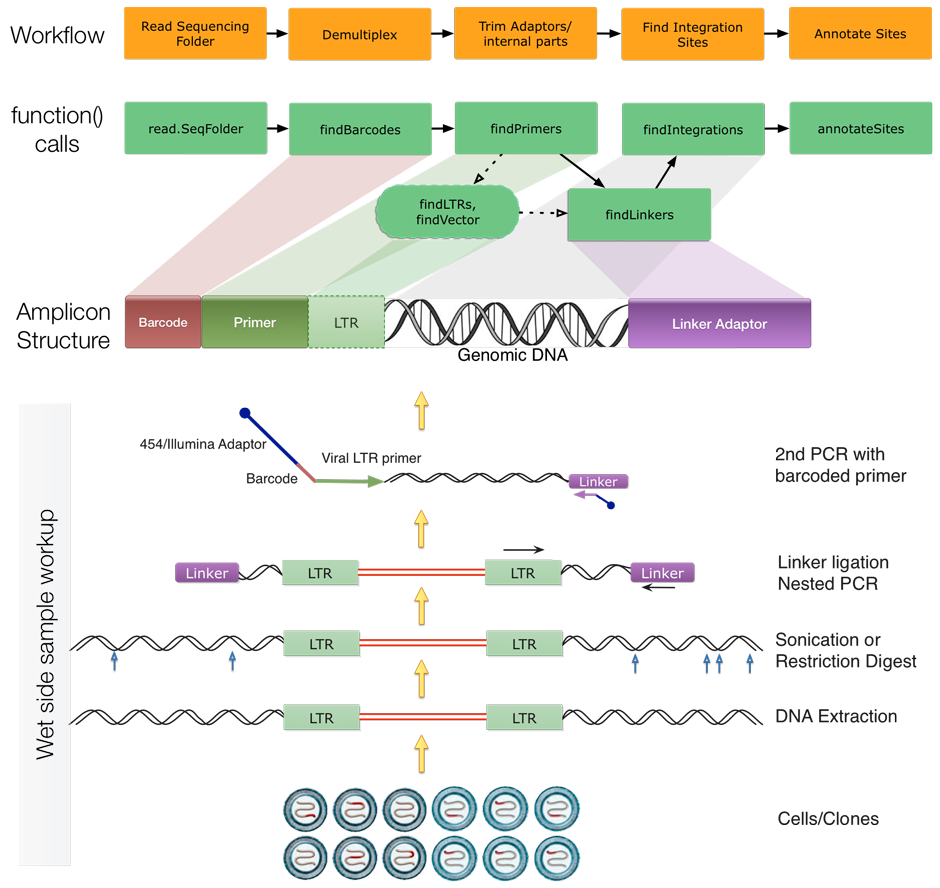 Workflow
Read Sequencing
Folder
Demultiplex
Trim Adaptors/
internal parts
Find Integration
Sites
Annotate Sites
function()
calls
read.SeqFolder
findBarcodes
findPrimers
findIntegrations
annotateSites
findLTRs,
findVector
findLinkers
Amplicon
Structure
Barcode
Primer
LTR
Genomic DNA
Linker Adaptor
Wet side sample workup
454/Illumina Adaptor
Barcode
Viral LTR primer
Linker
2nd PCR with
barcoded primer
Linker
LTR
LTR
Linker
Linker ligation
Nested PCR
LTR
LTR
Sonication or
Restriction Digest
LTR
LTR
DNA Extraction
Cells/Clones